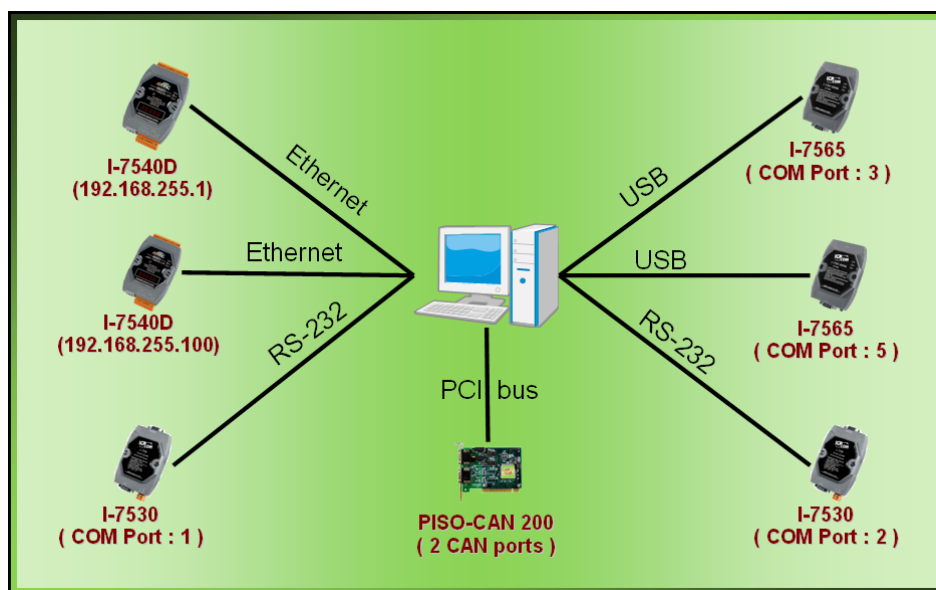 I-7540D
(192.168.255.1)
Ethernet
USB
I-7565
( COM Port : 3 )
I-7540D
(192.168.255.100)
Ethernet
USB
I-7565
( COM Port : 5 )
RS-232
RS-232
PCI bus
I-7530
( COM Port : 1 )
PISO-CAN 200
( 2 CAN ports )
I-7530
( COM Port : 2 )